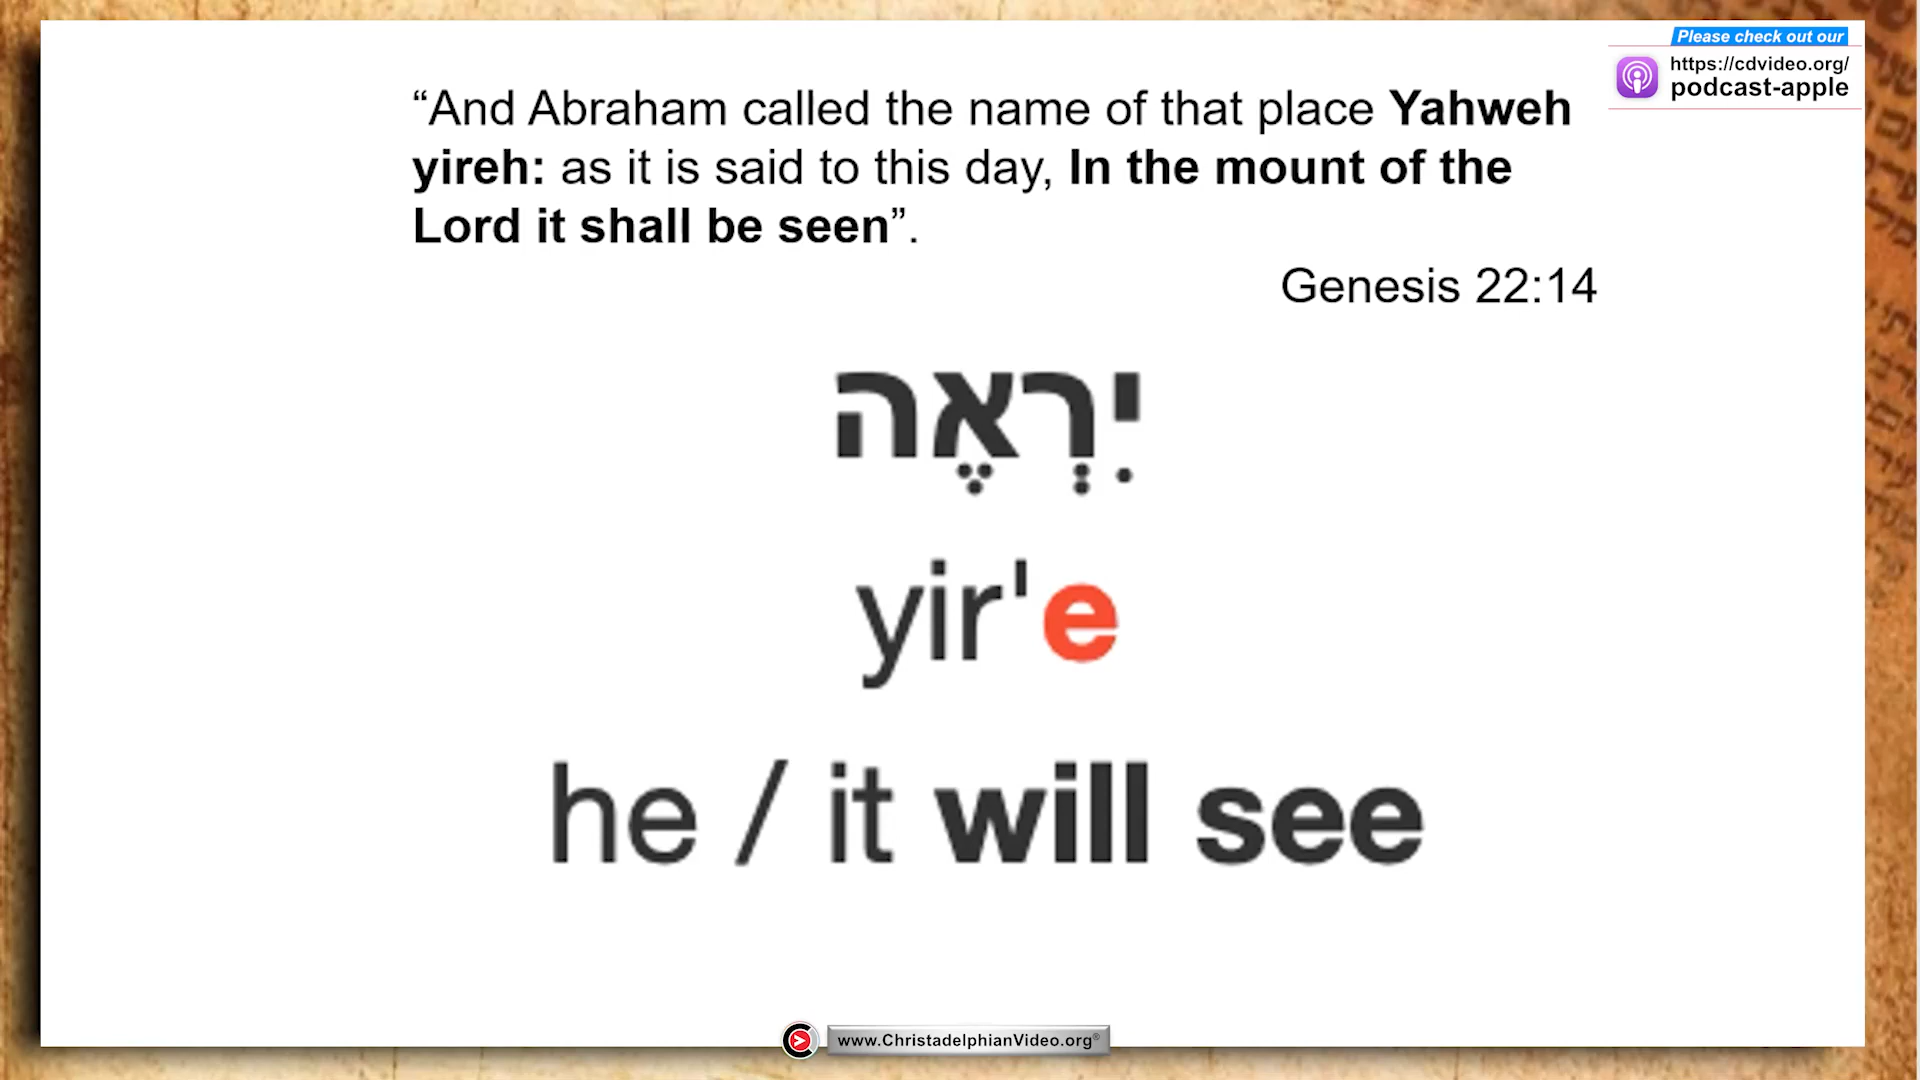 Please check out our
https://cdvideo.org/
podcast-apple
“And Abraham called the name of that place Yahweh
yireh: as it is said to this day, In the mount of the
Lord it shall be seen”.
Genesis 22:14
יִרְאֶה
yir'e
he / it will see
www.ChristadelphianVideo.org®